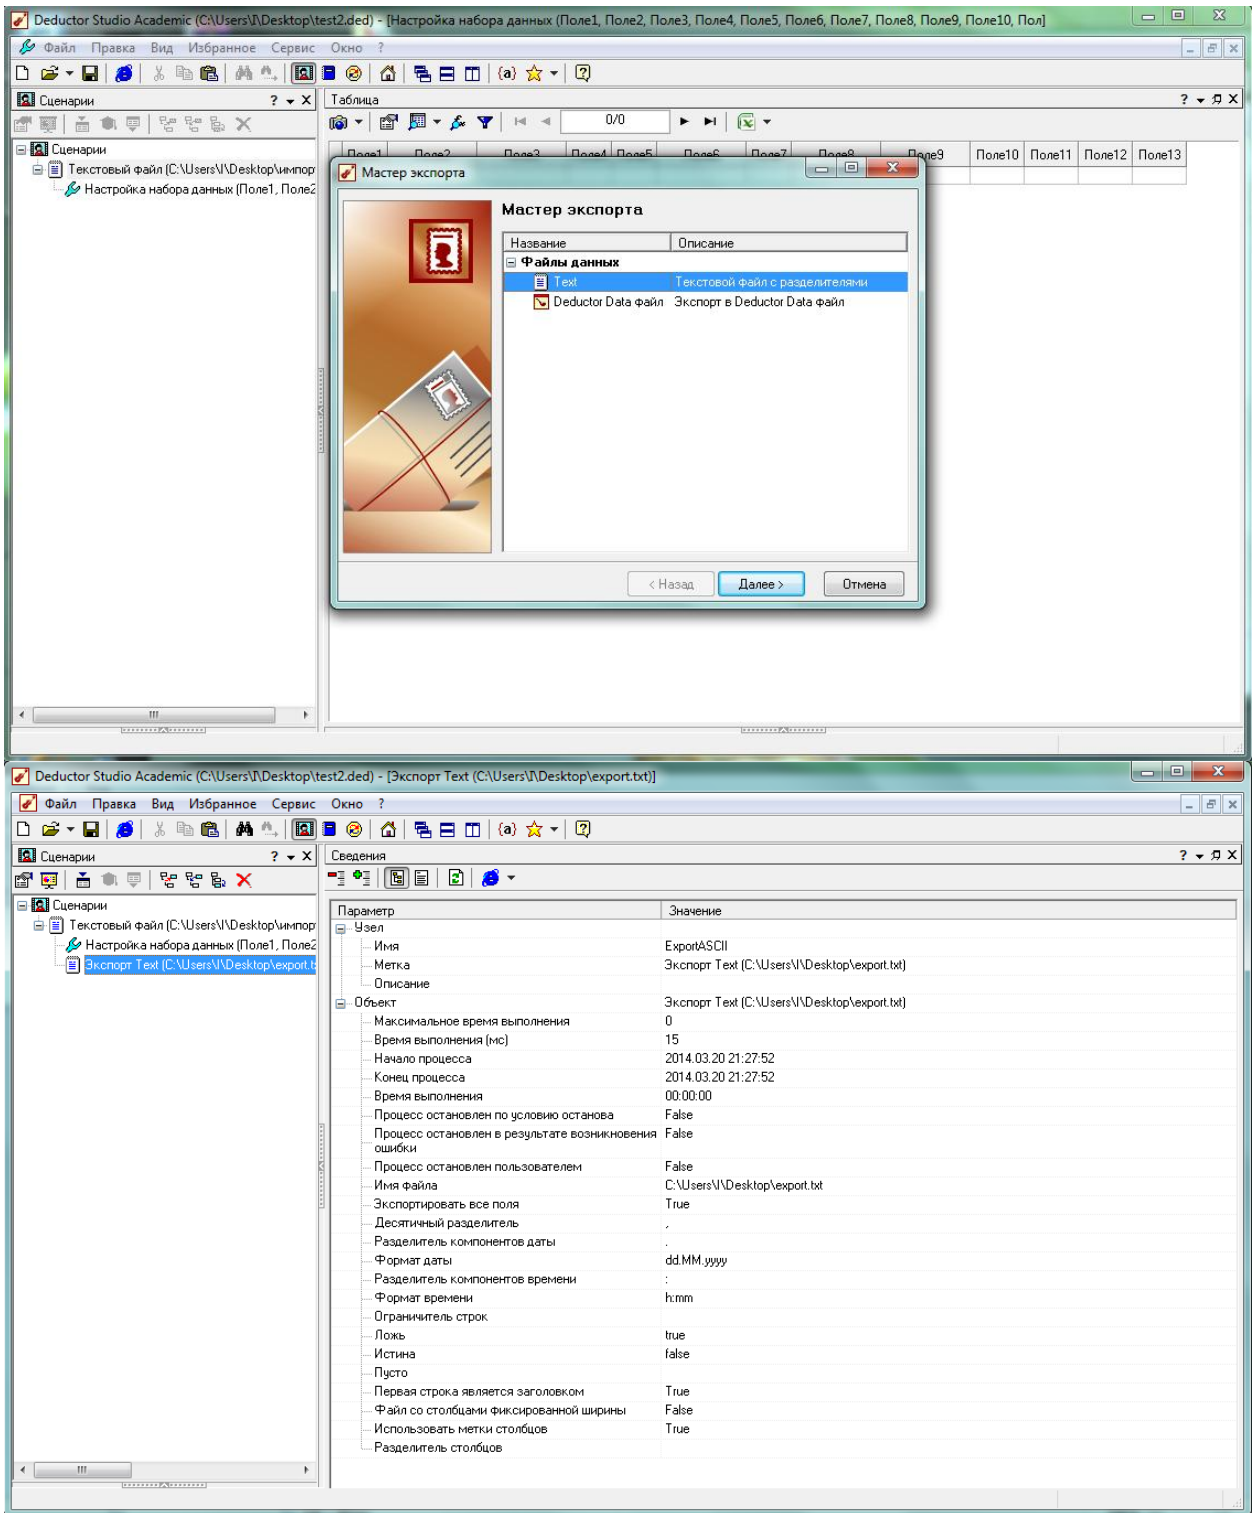 Deductor Studio Academic (C:\Users\I\Desktop\test2.ded) - [Настройка набора данных (Поле1, Поле2, Поле3, Поле4, Поле5, Поле6, Поле7, Поле8, Поле9, Поле10, Пол]
Файл Правка Вид Избранное Сервис Окно ?
Сценарии ? X
Таблица ? X
0/0
Сценарии
Текстовый файл (C:\Users\I\Desktop\импор
Настройка набора данных (Поле1, Поле2
Поле1 Поле2 Поле3 Поле4 Поле5 Поле6 Поле7 Поле8 Поле9 Поле10 Поле11 Поле12 Поле13
Мастер экспорта
Мастер экспорта
Название Описание
Файлы данных
Text Текстовой файл с разделителями
Deductor Data файл Экспорт в Deductor Data файл
< Назад Далее > Отмена
Deductor Studio Academic (C:\Users\I\Desktop\test2.ded) - [Экспорт Text (C:\Users\I\Desktop\export.txt)]
Файл Правка Вид Избранное Сервис Окно ?
Сценарии ? X
Сведения ? X
Сценарии
Текстовый файл (C:\Users\I\Desktop\импор
Настройка набора данных (Поле1, Поле2
Экспорт Text (C:\Users\I\Desktop\export.t
Параметр Значение
Узел
Имя ExportASCII
Метка Экспорт Text (C:\Users\I\Desktop\export.txt)
Описание
Объект Экспорт Text (C:\Users\I\Desktop\export.txt)
Максимальное время выполнения 0
Время выполнения (мс) 15
Начало процесса 2014.03.20 21:27:52
Конец процесса 2014.03.20 21:27:52
Время выполнения 00:00:00
Процесс остановлен по условию останова False
Процесс остановлен в результате возникновения False
ошибки
Процесс остановлен пользователем False
Имя файла C:\Users\I\Desktop\export.txt
Экспортировать все поля True
Десятичный разделитель ,
Разделитель компонентов даты .
Формат даты dd.MM.yyyy
Разделитель компонентов времени :
Формат времени h:mm
Ограничитель строк
Ложь true
Истина false
Пусто
Первая строка является заголовком True
Файл со столбцами фиксированной ширины False
Использовать метки столбцов True
Разделитель столбцов